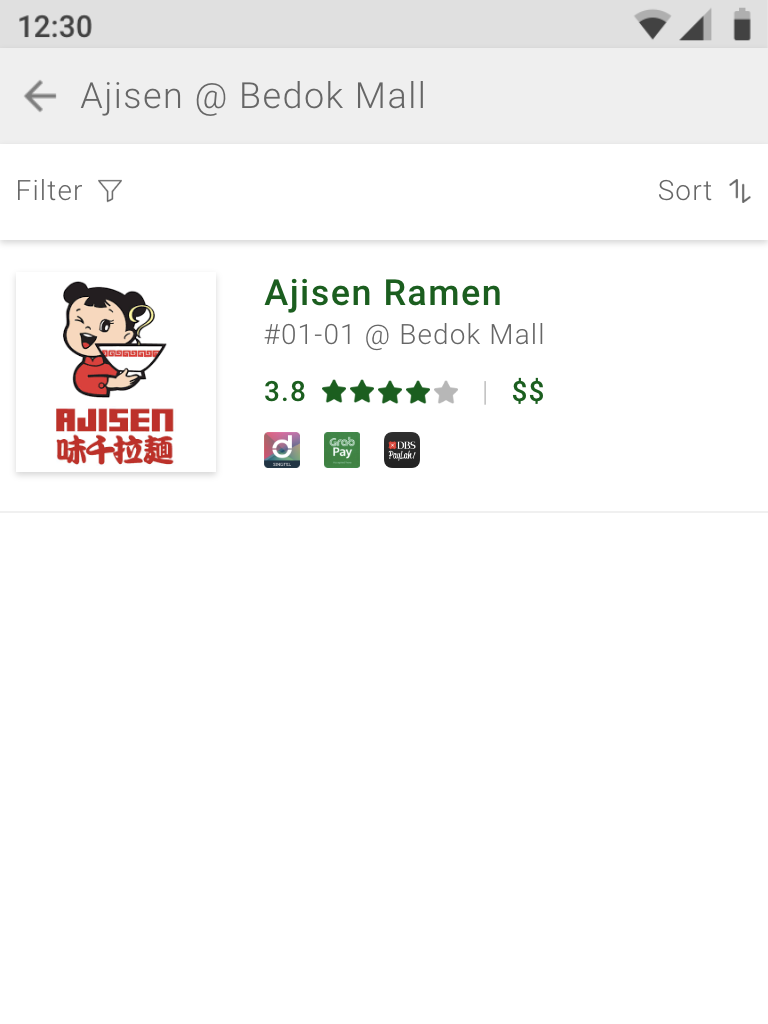 12:30
Ajisen @ Bedok Mall
Filter
Sort
AJISEN
味千拉麺
Ajisen Ramen
#01-01 @ Bedok Mall
3.8 | $$
d
SINGTEL
Grab
Pay
DBS
PayLah!